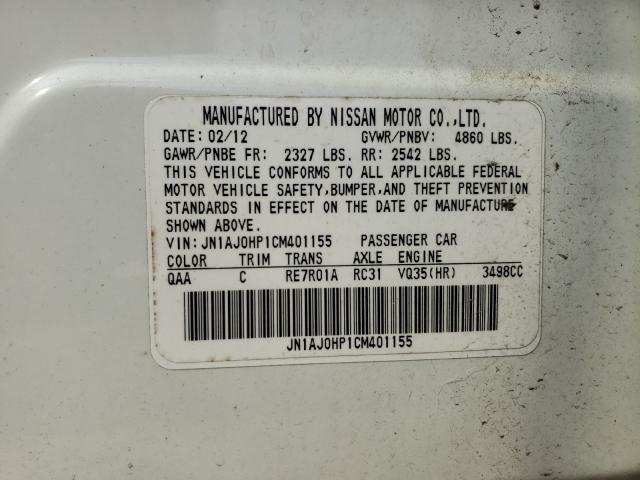 MANUFACTURED BY NISSAN MOTOR CO.,LTD.
DATE: 02/12 GVWR/PNBV: 4860 LBS.
GAWR/PNBE FR: 2327 LBS. RR: 2542 LBS.
THIS VEHICLE CONFORMS TO ALL APPLICABLE FEDERAL
MOTOR VEHICLE SAFETY,BUMPER,AND THEFT PREVENTION
STANDARDS IN EFFECT ON THE DATE OF MANUFACTURE
SHOWN ABOVE.
VIN: JN1AJ0HP1CM401155 PASSENGER CAR
COLOR TRIM TRANS AXLE ENGINE
QAA C RE7R01A RC31 VQ35(HR) 3498CC
JN1AJ0HP1CM401155